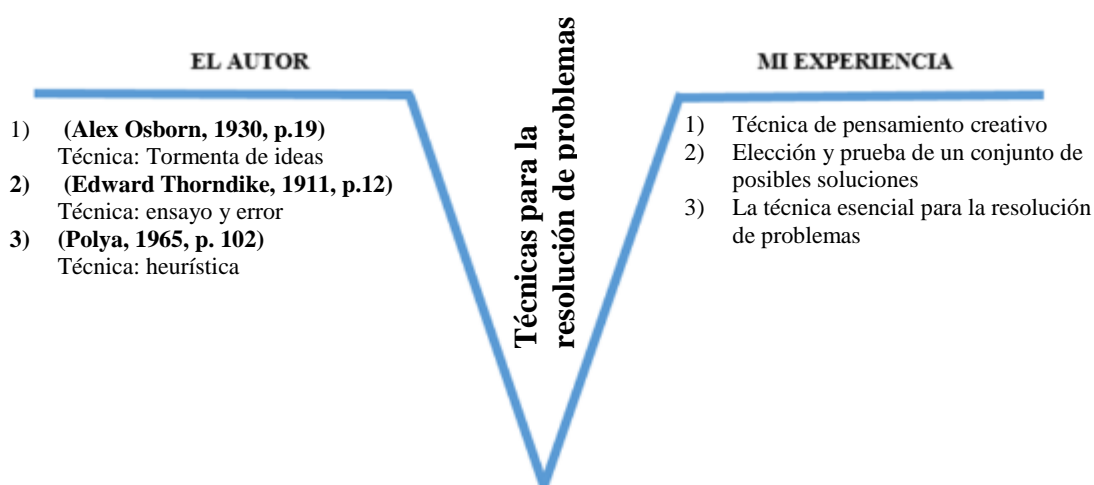 EL AUTOR
1) (Alex Osborn, 1930, p.19)
Técnica: Tormenta de ideas
2) (Edward Thorndike, 1911, p.12)
Técnica: ensayo y error
3) (Polya, 1965, p. 102)
Técnica: heurística
Técnicas para la
resolución de problemas
MI EXPERIENCIA
1) Técnica de pensamiento creativo
2) Elección y prueba de un conjunto de
posibles soluciones
3) La técnica esencial para la resolución
de problemas